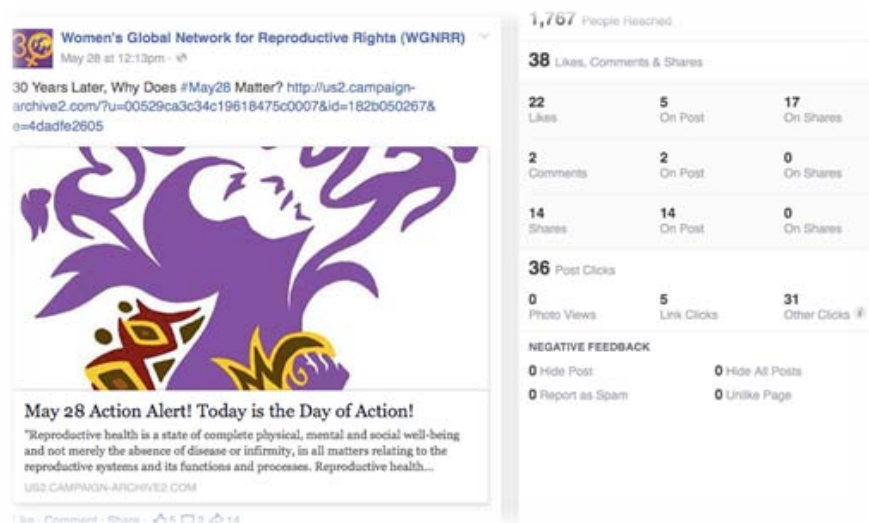 Women's Global Network for Reproductive Rights (WGNRR)
May 28 at 12:13pm ·
30 Years Later, Why Does #May28 Matter? http://us2.campaign-
archive2.com/?u=00529ca3c34c19618475c0007&id=182b050267&
e=4dadfe2605
May 28 Action Alert! Today is the Day of Action!
"Reproductive health is a state of complete physical, mental and social well-being
and not merely the absence of disease or infirmity, in all matters relating to the
reproductive systems and its functions and processes. Reproductive health...
US2.CAMPAIGN-ARCHIVE2.COM
Like · Comment · Share · 5 2 14
1,767 People Reached
38 Likes, Comments & Shares
22 5 17
Likes On Post On Shares
2 2 0
Comments On Post On Shares
14 14 0
Shares On Post On Shares
36 Post Clicks
0 5 31
Photo Views Link Clicks Other Clicks
NEGATIVE FEEDBACK
0 Hide Post 0 Hide All Posts
0 Report as Spam 0 Unlike Page